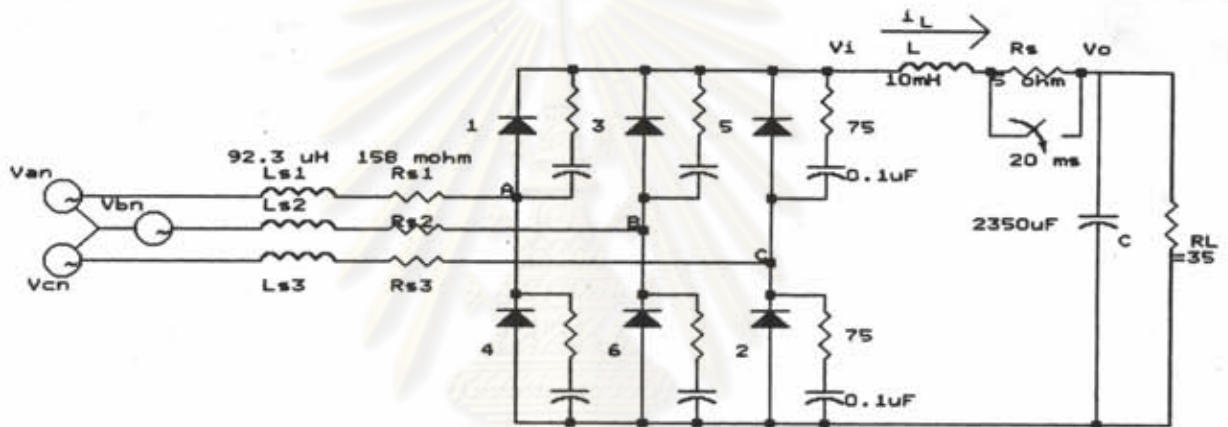 i L
Vi
L
Rs
Vo
10mH
5 ohm
20 ms
1
3
5
75
0.1uF
92.3 uH
158 mohm
Van
Ls1
Rs1
A
Vbn
Ls2
Rs2
B
Vcn
Ls3
Rs3
C
2350uF
C
RL
=35
4
6
2
75
0.1uF